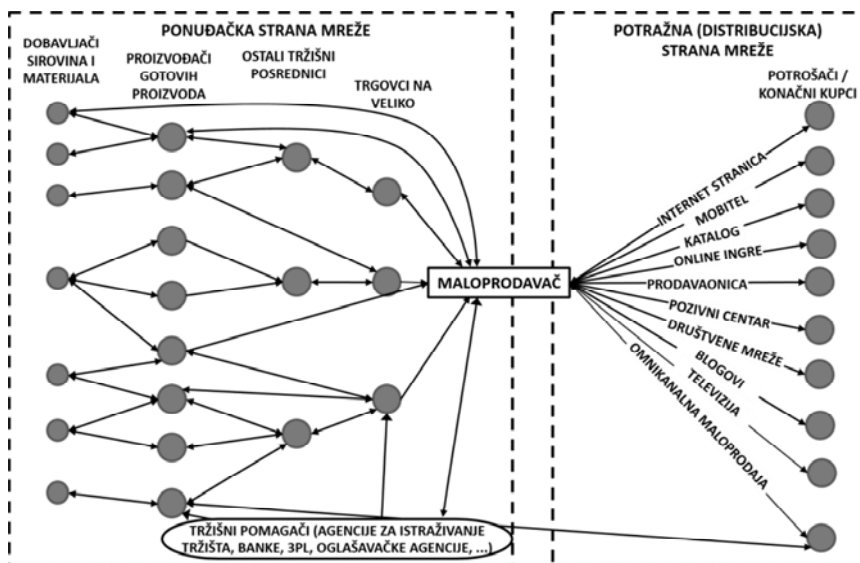 PONUĐAČKA STRANA MREŽE
DOBAVLJAČI
SIROVINA I
MATERIJALA
PROIZVOĐAČI
GOTOVIH
PROIZVODA
OSTALI TRŽIŠNI
POSREDNICI
TRGOVCI NA
VELIKO
MALOPRODAVAČ
TRŽIŠNI POMAGAČI (AGENCIJE ZA ISTRAŽIVANJE
TRŽIŠTA, BANKE, 3PL, OGLAŠAVAČKE AGENCIJE, ...)
POTRAŽNA (DISTRIBUCIJSKA)
STRANA MREŽE
POTROŠAČI /
KONAČNI KUPCI
INTERNET STRANICA
MOBITEL
KATALOG
ONLINE INGRE
PRODAVAONICA
POZIVNI CENTAR
DRUŠTVENE MREŽE
BLOGOVI
TELEVIZIJA
OMNIKANALNA MALOPRODAJA